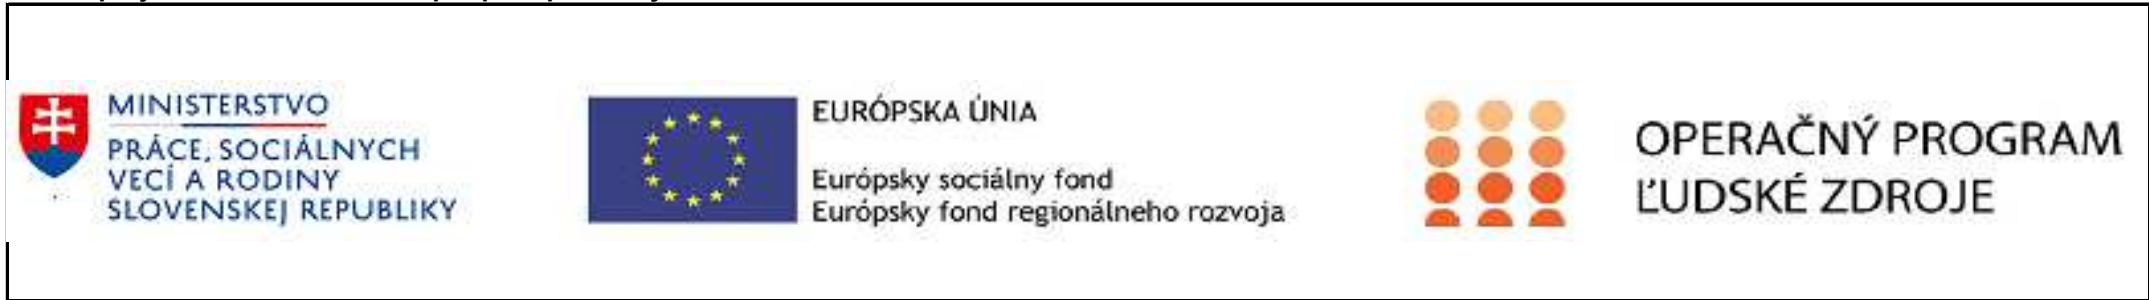 MINISTERSTVO
PRÁCE, SOCIÁLNYCH
VECÍ A RODINY
SLOVENSKEJ REPUBLIKY
EURÓPSKA ÚNIA
Európsky sociálny fond
Európsky fond regionálneho rozvoja
OPERAČNÝ PROGRAM
ĽUDSKÉ ZDROJE